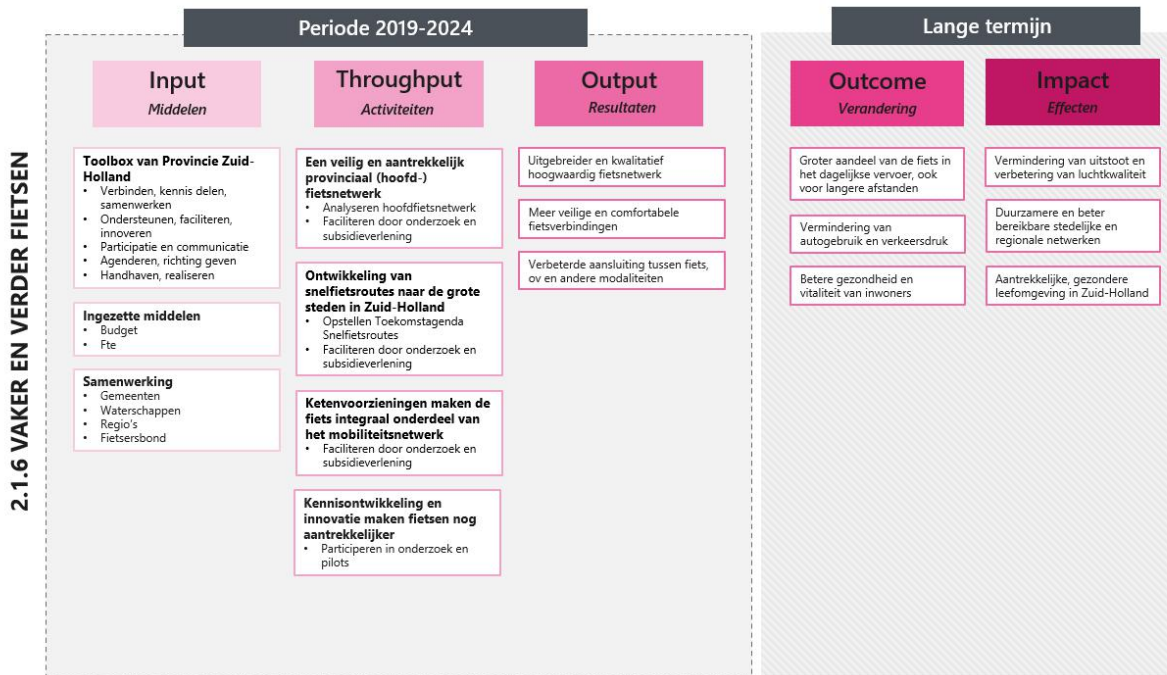 Periode 2019-2024
Lange termijn
2.1.6 VAKER EN VERDER FIETSEN
Input
Middelen
Toolbox van Provincie Zuid-
Holland
• Verbinden, kennis delen,
samenwerken
• Ondersteunen, faciliteren,
innoveren
• Participatie en communicatie
• Agenderen, richting geven
• Handhaven, realiseren
Ingezette middelen
• Budget
• Fte
Samenwerking
• Gemeenten
• Waterschappen
• Regio's
• Fietsersbond
Throughput
Activiteiten
Een veilig en aantrekkelijk
provinciaal (hoofd-)
fietsnetwerk
• Analyseren hoofdfietsnetwerk
• Faciliteren door onderzoek en
subsidieverlening
Ontwikkeling van
snelfietsroutes naar de grote
steden in Zuid-Holland
• Opstellen Toekomstagenda
Snelfietsroutes
• Faciliteren door onderzoek en
subsidieverlening
Ketenvoorzieningen maken de
fiets integraal onderdeel van
het mobiliteitsnetwerk
• Faciliteren door onderzoek en
subsidieverlening
Kennisontwikkeling en
innovatie maken fietsen nog
aantrekkelijker
• Participeren in onderzoek en
pilots
Output
Resultaten
Uitgebreider en kwalitatief
hoogwaardig fietsnetwerk
Meer veilige en comfortabele
fietsverbindingen
Verbeterde aansluiting tussen fiets,
ov en andere modaliteiten
Outcome
Verandering
Groter aandeel van de fiets in
het dagelijkse vervoer, ook
voor langere afstanden
Vermindering van
autogebruik en verkeersdruk
Betere gezondheid en
vitaliteit van inwoners
Impact
Effecten
Vermindering van uitstoot en
verbetering van luchtkwaliteit
Duurzamere en beter
bereikbare stedelijke en
regionale netwerken
Aantrekkelijke, gezondere
leefomgeving in Zuid-Holland